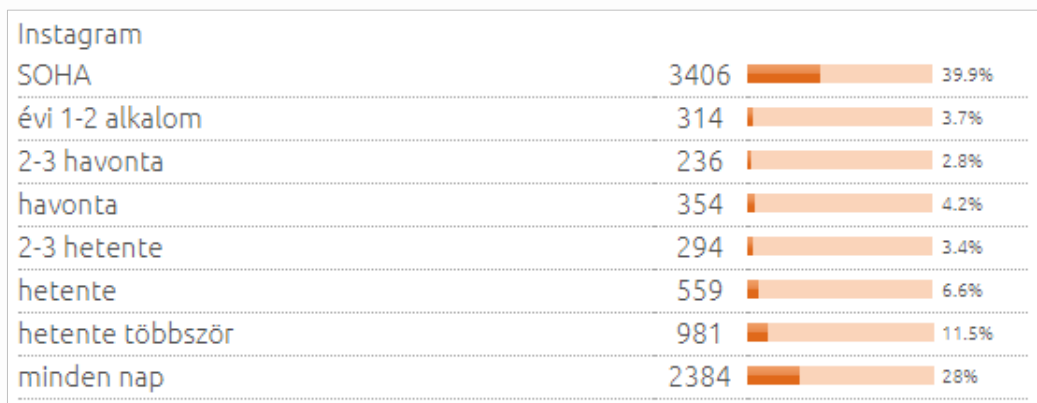 Instagram
SOHA 3406 39.9%
évi 1-2 alkalom 314 3.7%
2-3 havonta 236 2.8%
havonta 354 4.2%
2-3 hetente 294 3.4%
hetente 559 6.6%
hetente többször 981 11.5%
minden nap 2384 28%